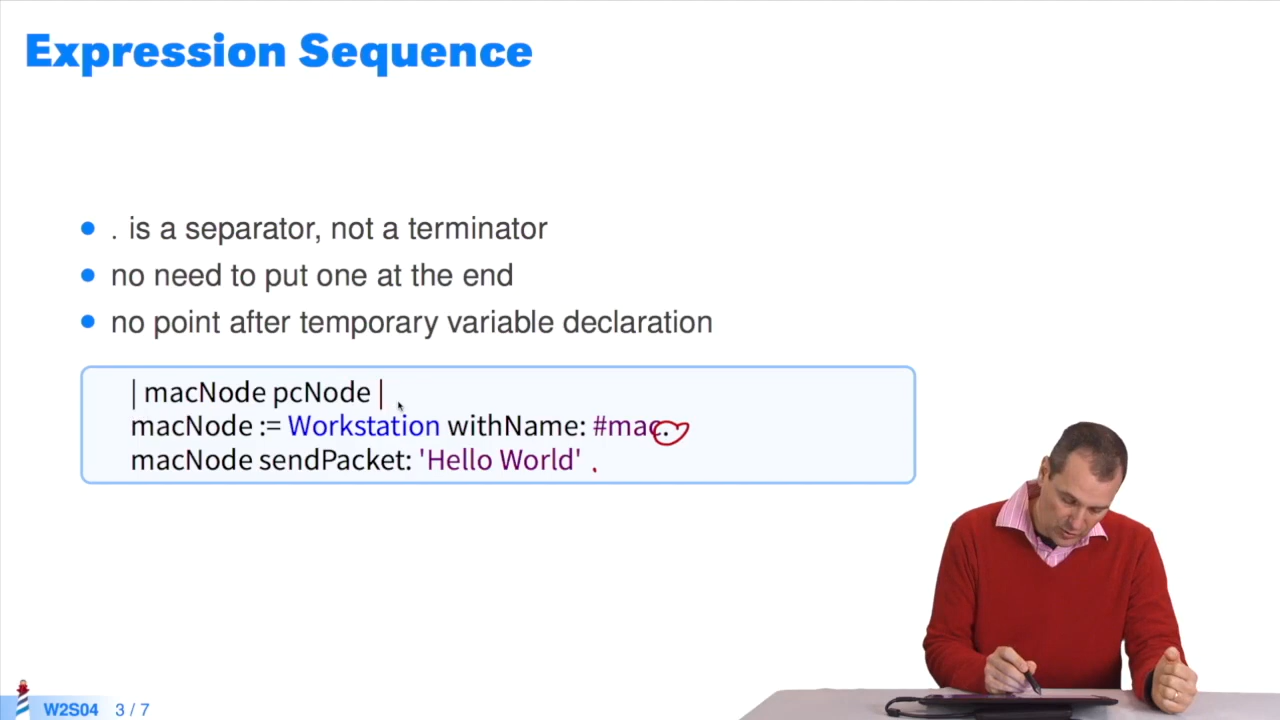 Expression Sequence
. is a separator, not a terminator
no need to put one at the end
no point after temporary variable declaration
| macNode pcNode |
macNode := Workstation withName: #mac.
macNode sendPacket: 'Hello World' .
W2S04 3 / 7